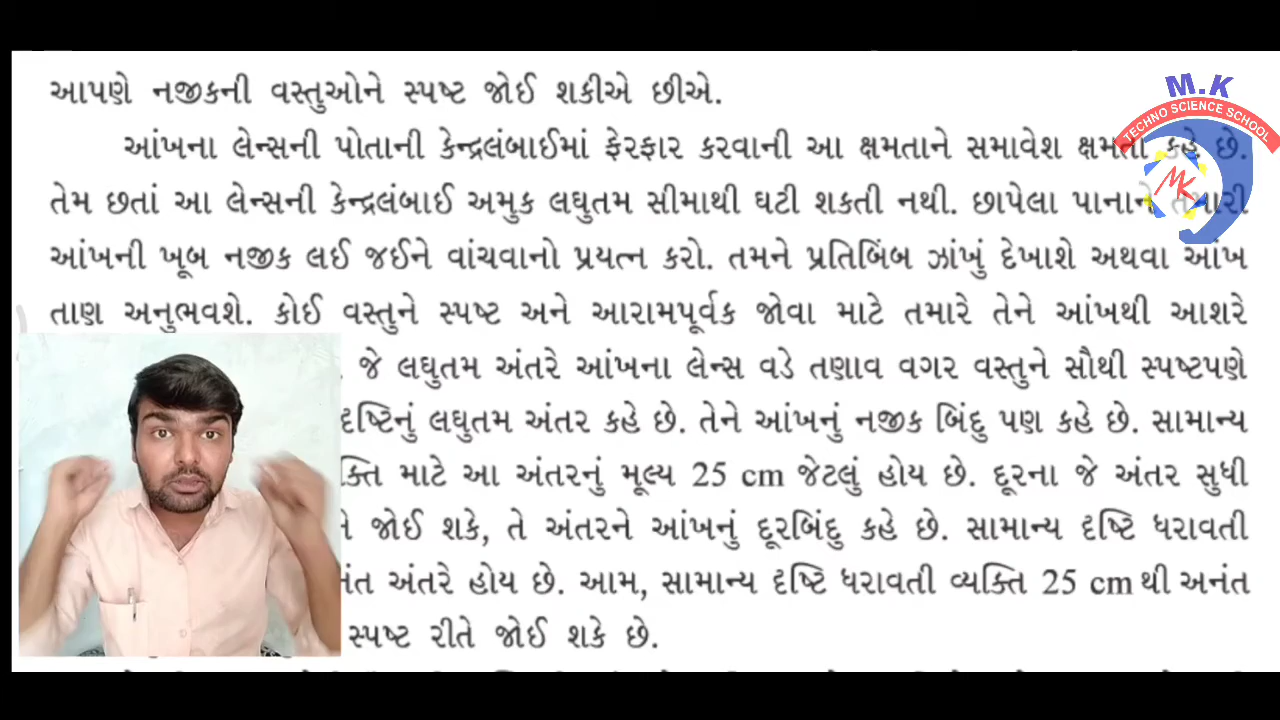 આપણે નજીકની વસ્તુઓને સ્પષ્ટ જોઈ શકીએ છીએ.
M.K
TECHNO SCIENCE SCHOOL
MK
આંખના લેન્સની પોતાની કેન્દ્રલંબાઈમાં ફેરફાર કરવાની આ ક્ષમતાને સમાવેશ ક્ષમતા કહે છે.
તેમ છતાં આ લેન્સની કેન્દ્રલંબાઈ અમુક લઘુતમ સીમાથી ઘટી શકતી નથી. છાપેલા પાનાને તમારી
આંખની ખૂબ નજીક લઈ જઈને વાંચવાનો પ્રયત્ન કરો. તમને પ્રતિબિંબ ઝાંખું દેખાશે અથવા આંખ
તાણ અનુભવશે. કોઈ વસ્તુને સ્પષ્ટ અને આરામપૂર્વક જોવા માટે તમારે તેને આંખથી આશરે
જે લઘુતમ અંતરે આંખના લેન્સ વડે તણાવ વગર વસ્તુને સૌથી સ્પષ્ટપણે
દૃષ્ટિનું લઘુતમ અંતર કહે છે. તેને આંખનું નજીક બિંદુ પણ કહે છે. સામાન્ય
માટે આ અંતરનું મૂલ્ય 25 cm જેટલું હોય છે. દૂરના જે અંતર સુધી
જોઈ શકે, તે અંતરને આંખનું દૂરબિંદુ કહે છે. સામાન્ય દૃષ્ટિ ધરાવતી
અંતરે હોય છે. આમ, સામાન્ય દૃષ્ટિ ધરાવતી વ્યક્તિ 25 cm થી અનંત
સ્પષ્ટ રીતે જોઈ શકે છે.